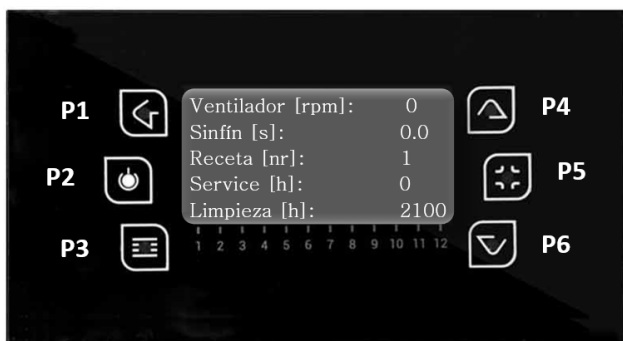 P1
P2
P3
Ventilador [rpm]: 0
Sinfín [s]: 0.0
Receta [nr]: 1
Service [h]: 0
Limpieza [h]: 2100
1 2 3 4 5 6 7 8 9 10 11 12
P4
P5
P6